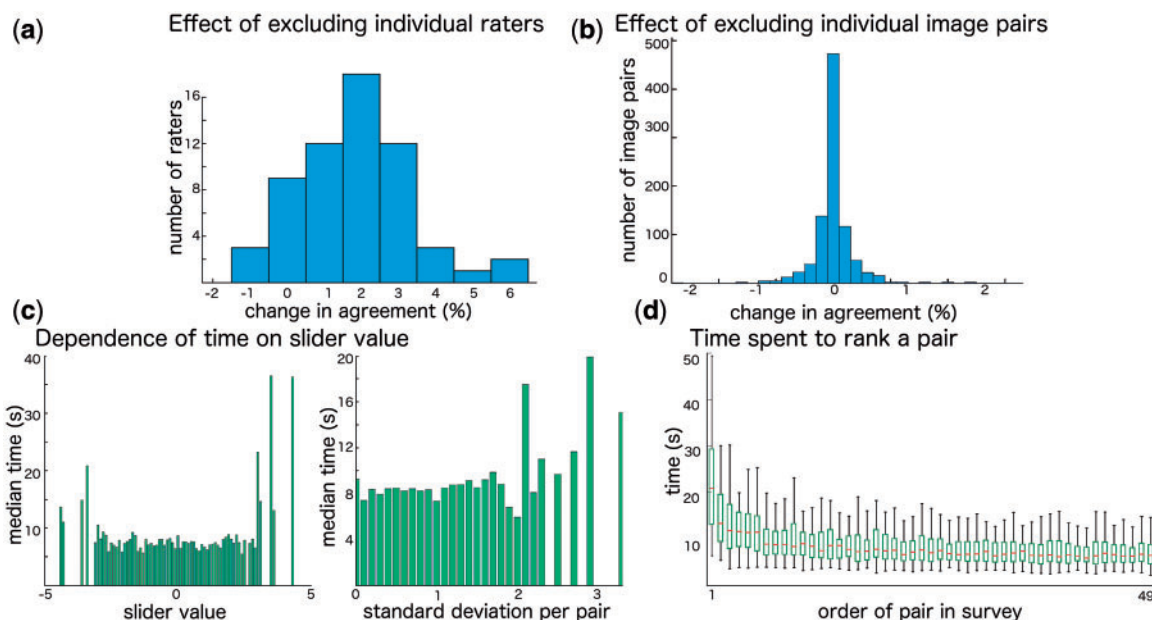 (a) Effect of excluding individual raters
number of raters
16
12
8
4
-2 -1 0 1 2 3 4 5 6
change in agreement (%)
(b) Effect of excluding individual image pairs
number of image pairs
500
400
300
200
100
0
-2 -1 0 1 2
change in agreement (%)
(c) Dependence of time on slider value
median time (s)
40
30
20
10
-5 0 5
slider value
median time (s)
20
16
12
8
4
0 1 2 3
standard deviation per pair
(d) Time spent to rank a pair
time (s)
50
40
30
20
10
1 49
order of pair in survey